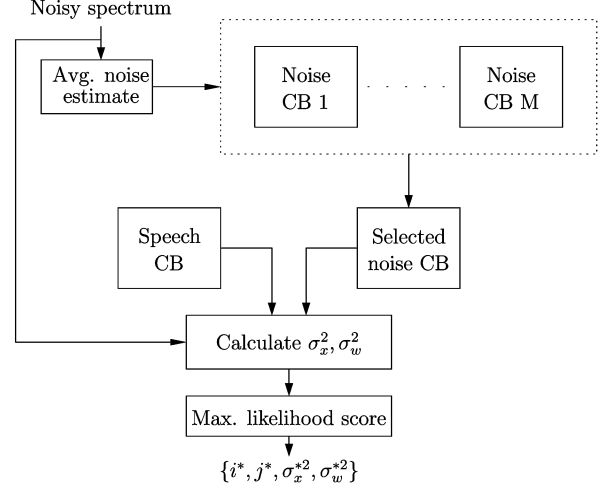 Noisy spectrum
Avg. noise
estimate
Noise
CB 1
. . . . .
Noise
CB M
Speech
CB
Selected
noise CB
Calculate σ_x^2, σ_w^2
Max. likelihood score
{i*, j*, σ_x^{*2}, σ_w^{*2}}